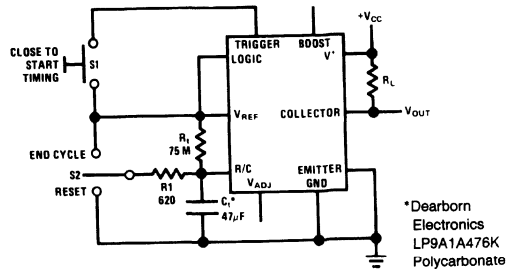 +VCC
CLOSE TO
START
TIMING
S1
TRIGGER
BOOST
LOGIC
V+
RL
VREF
COLLECTOR
VOUT
Rt
75 M
END CYCLE
S2
R/C
EMITTER
R1
620
VADJ
GND
RESET
Ct*
47μF
*Dearborn
Electronics
LP9A1A476K
Polycarbonate